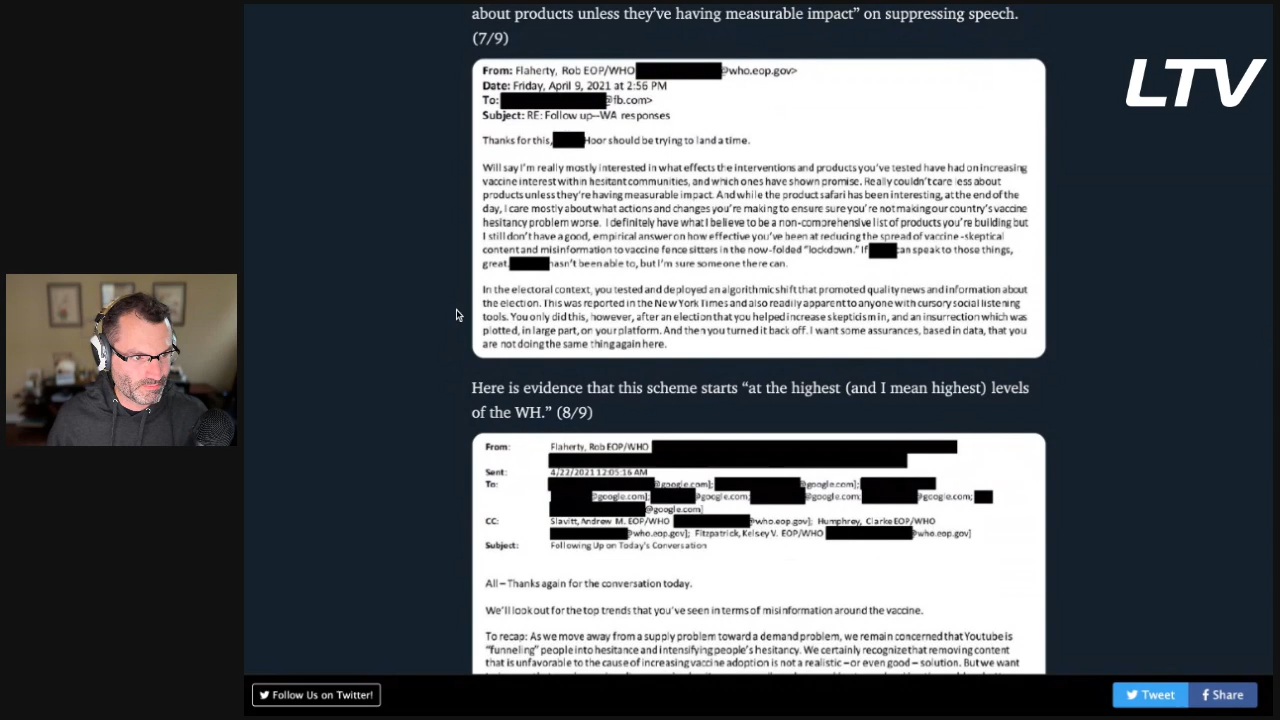 about products unless they've having measurable impact” on suppressing speech.
(7/9)
LTV
From: Flaherty, Rob EOP/WHO @who.eop.gov>
Date: Friday, April 9, 2021 at 2:56 PM
To: @fb.com>
Subject: RE: Follow up--WA responses
Thanks for this, Hoor should be trying to land a time.
Will say I'm really mostly interested in what effects the interventions and products you've tested have had on increasing
vaccine interest within hesitant communities, and which ones have shown promise. Really couldn't care less about
products unless they're having measurable impact. And while the product safari has been interesting, at the end of the
day, I care mostly about what actions and changes you're making to ensure sure you're not making our country's vaccine
hesitancy problem worse. I definitely have what I believe to be a non-comprehensive list of products you're building but
I still don't have a good, empirical answer on how effective you've been at reducing the spread of vaccine-skeptical
content and misinformation to vaccine fence sitters in the now-folded “lockdown.” If can speak to those things,
great. hasn't been able to, but I'm sure someone there can.
In the electoral context, you tested and deployed an algorithmic shift that promoted quality news and information about
the election. This was reported in the New York Times and also readily apparent to anyone with cursory social listening
tools. You only did this, however, after an election that you helped increase skepticism in, and an insurrection which was
plotted, in large part, on your platform. And then you turned it back off. I want some assurances, based in data, that you
are not doing the same thing again here.
Here is evidence that this scheme starts “at the highest (and I mean highest) levels
of the WH.” (8/9)
From: Flaherty, Rob EOP/WHO
Sent: 4/22/2021 12:05:16 AM
To: @google.com]; @google.com];
@google.com]; @google.com; @google.com; @google.com;
@google.com]
CC: Slavitt, Andrew M. EOP/WHO @who.eop.gov]; Humphrey, Clarke EOP/WHO
@who.eop.gov]; Fitzpatrick, Kelsey V. EOP/WHO @who.eop.gov]
Subject: Following Up on Today's Conversation
All – Thanks again for the conversation today.
We'll look out for the top trends that you've seen in terms of misinformation around the vaccine.
To recap: As we move away from a supply problem toward a demand problem, we remain concerned that Youtube is
“funneling” people into hesitance and intensifying people's hesitancy. We certainly recognize that removing content
that is unfavorable to the cause of increasing vaccine adoption is not a realistic – or even good – solution. But we want
Follow Us on Twitter!
Tweet
Share